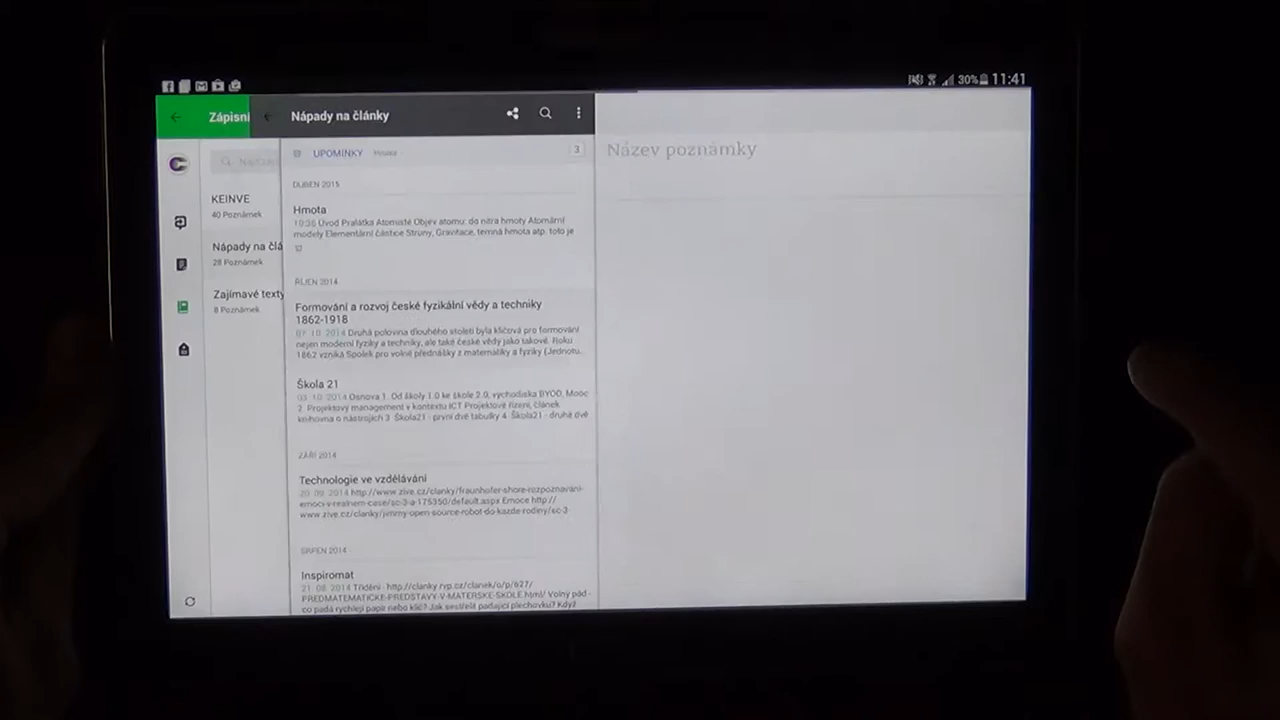 30% 11:41
Zápisní
Nápady na články
UPOMÍNKY Hmota
3
KEINVE
40 Poznámek
Nápady na člá
28 Poznámek
Zajímavé texty
8 Poznámek
DUBEN 2015
Hmota
10:36 Úvod Pralátka Atomisté Objev atomu: do nitra hmoty Atomární
modely Elementární částice Struny, Gravitace, temná hmota atp. toto je
ŘÍJEN 2014
Formování a rozvoj české fyzikální vědy a techniky
1862-1918
07. 10. 2014 Druhá polovina dlouhého století byla klíčová pro formování
nejen moderní fyziky a techniky, ale také české vědy jako takové. Roku
1862 vzniká Spolek pro volné přednášky z matematiky a fyziky (Jednotu.
Škola 21
03. 10. 2014 Osnova 1. Od školy 1.0 ke škole 2.0, východiska BYOD, Mooc
2. Projektový management v kontextu ICT Projektové řízení, článek
knihovna o nástrojích 3. Škola21 - první dvě tabulky 4. Škola21 - druhé dvě
ZÁŘÍ 2014
Technologie ve vzdělávání
20. 09. 2014 http://www.zive.cz/clanky/fraunhofer-shore-rozpoznavani-
emoci-v-realnem-case/sc-3-a-175350/default.aspx Emoce http://
www.zive.cz/clanky/jimmy-open-source-robot-do-kazde-rodiny/sc-3-
SRPEN 2014
Inspiromat
21. 08. 2014 Třídění - http://clanky.rvp.cz/clanek/o/p/627/
PREDMATEMATICKE-PREDSTAVY-V-MATERSKE-SKOLE.html/ Volný pád -
co padá rychleji papír nebo klíč? Jak sestřelit padající plechovku? Když
Název poznámky